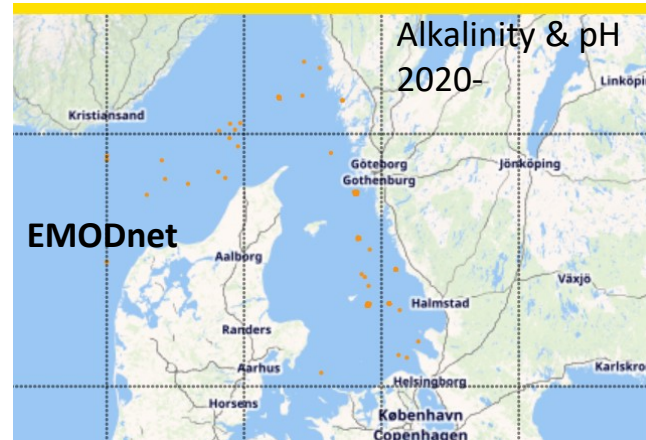 Alkalinity & pH
2020-
Linköpi
Kristiansand
Göteborg
Gothenburg
Jönköping
EMODnet
Aalborg
Växjö
Halmstad
Randers
Aarhus
Karlskro
Helsingborg
Horsens
København
Copenhagen